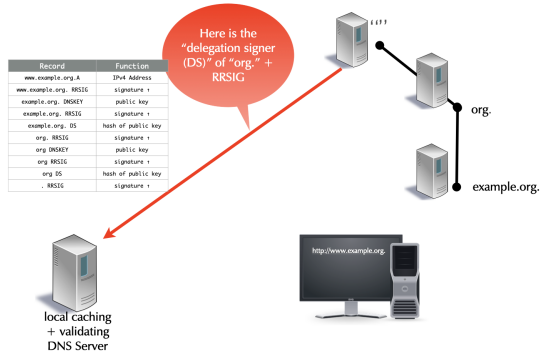 Here is the
“delegation signer
(DS)” of “org.” +
RRSIG
“.”
Record Function
www.example.org.A IPv4 Address
www.example.org. RRSIG signature ↑
example.org. DNSKEY public key
example.org. RRSIG signature ↑
example.org. DS hash of public key
org. RRSIG signature ↑
org DNSKEY public key
org RRSIG signature ↑
org DS hash of public key
. RRSIG signature ↑
org.
example.org.
http://www.example.org.
local caching
+ validating
DNS Server